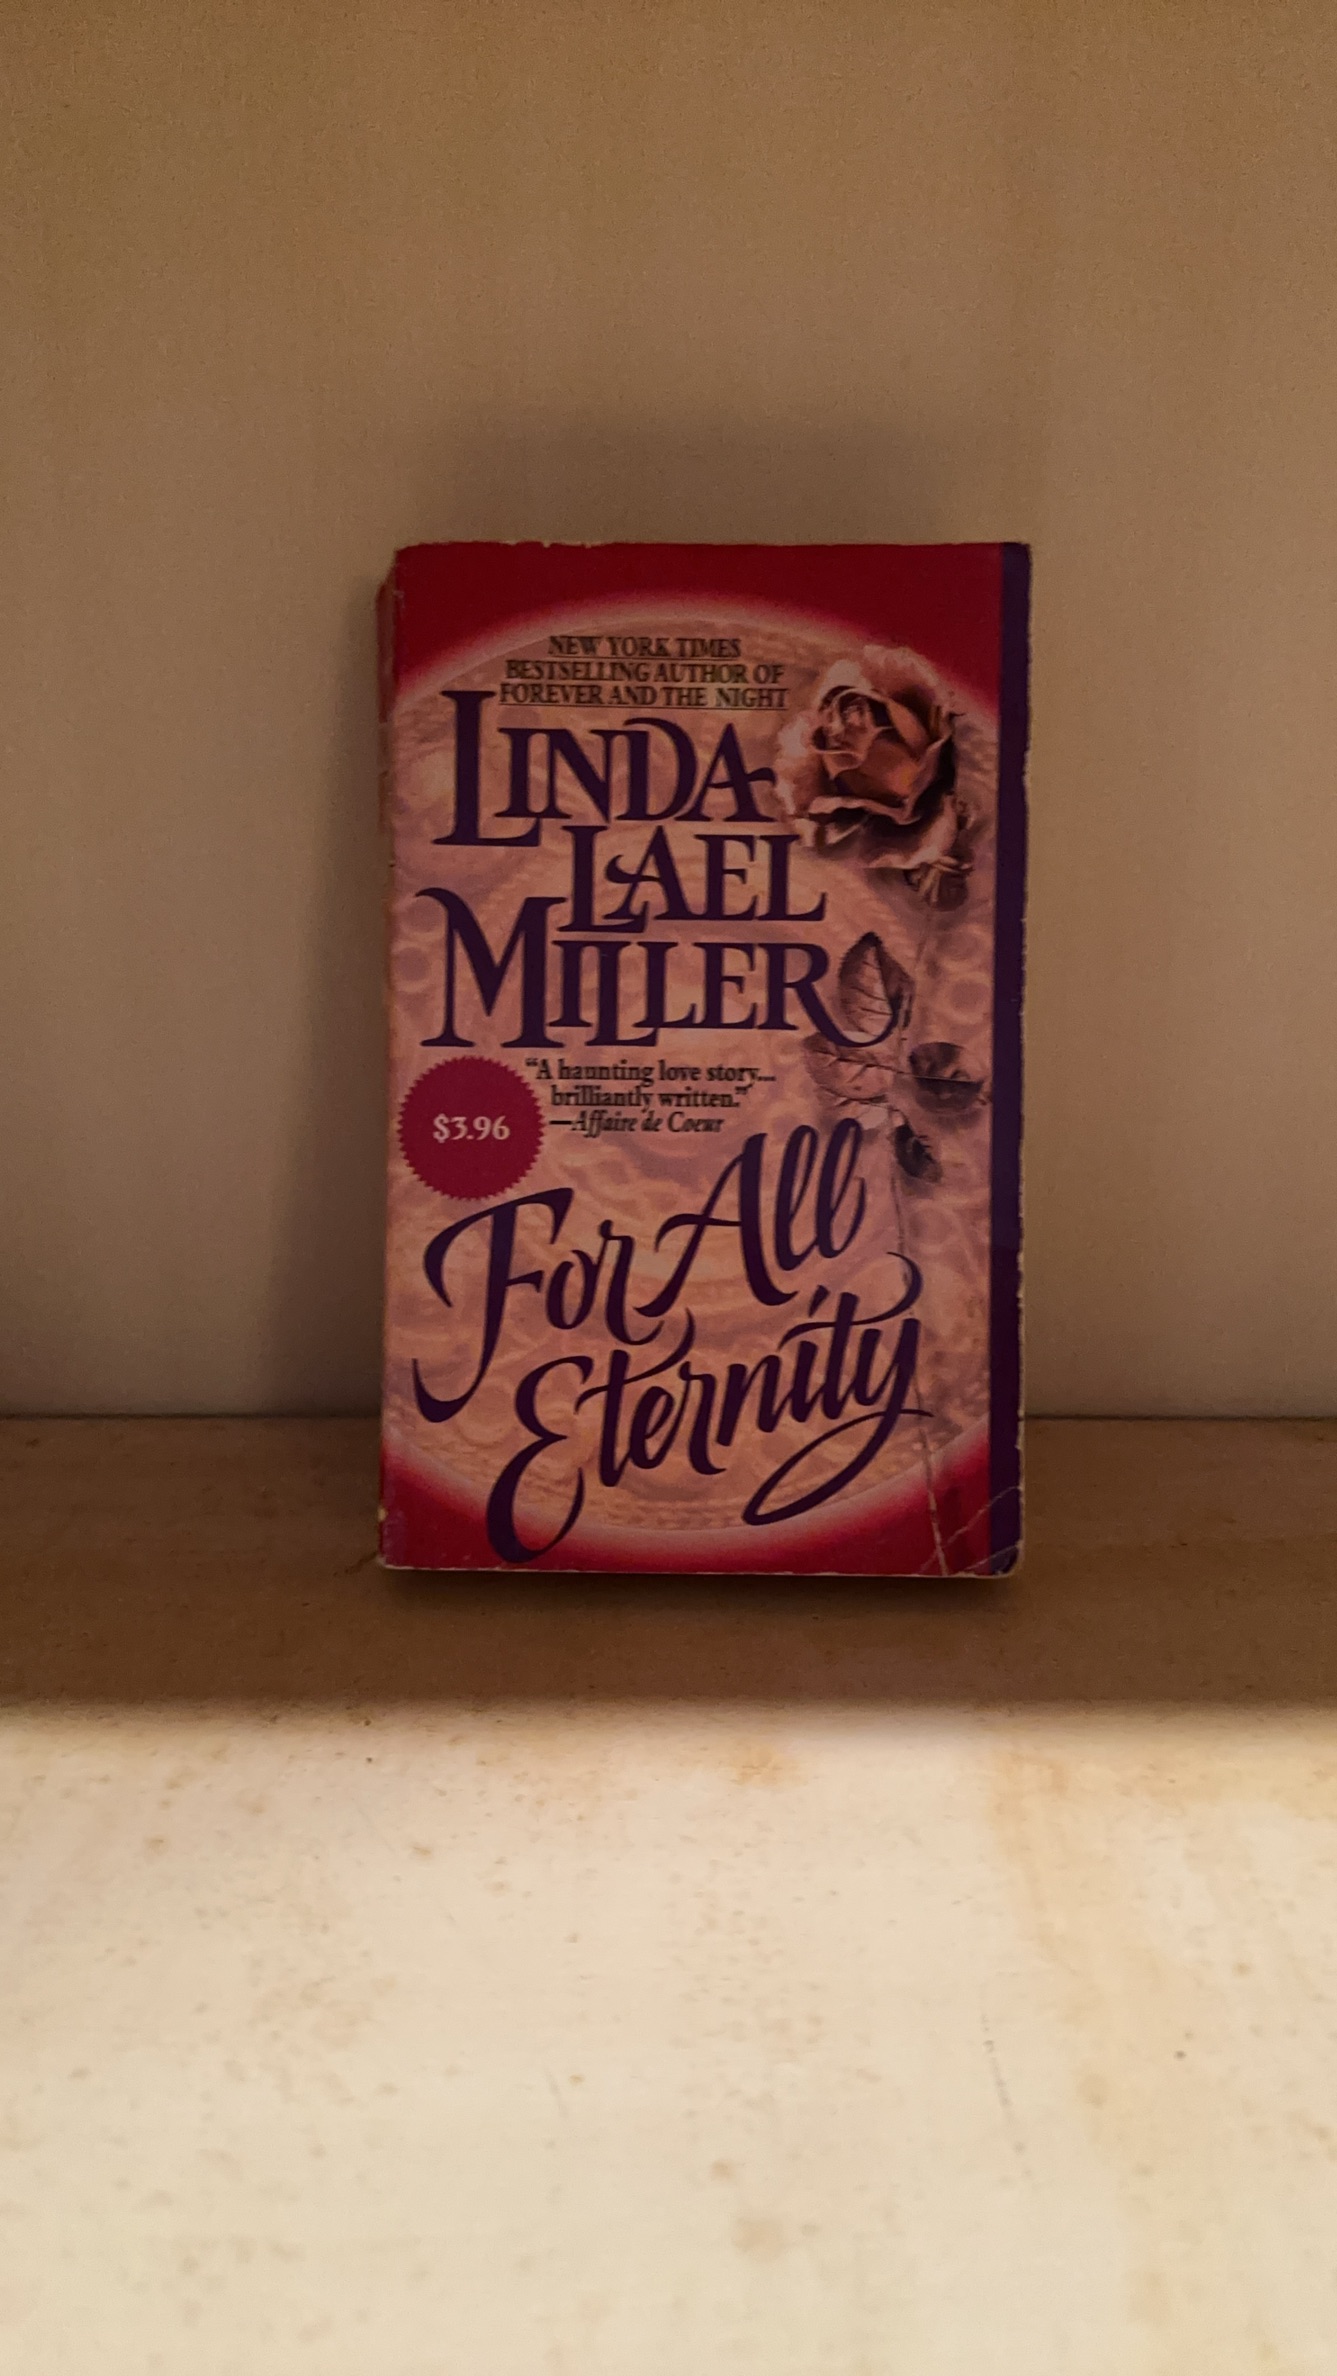 NEW YORK TIMES
BESTSELLING AUTHOR OF
FOREVER AND THE NIGHT
LINDA
LAEL
MILLER
"A haunting love story...
brilliantly written."
—Affaire de Coeur
$3.96
For All
Eternity